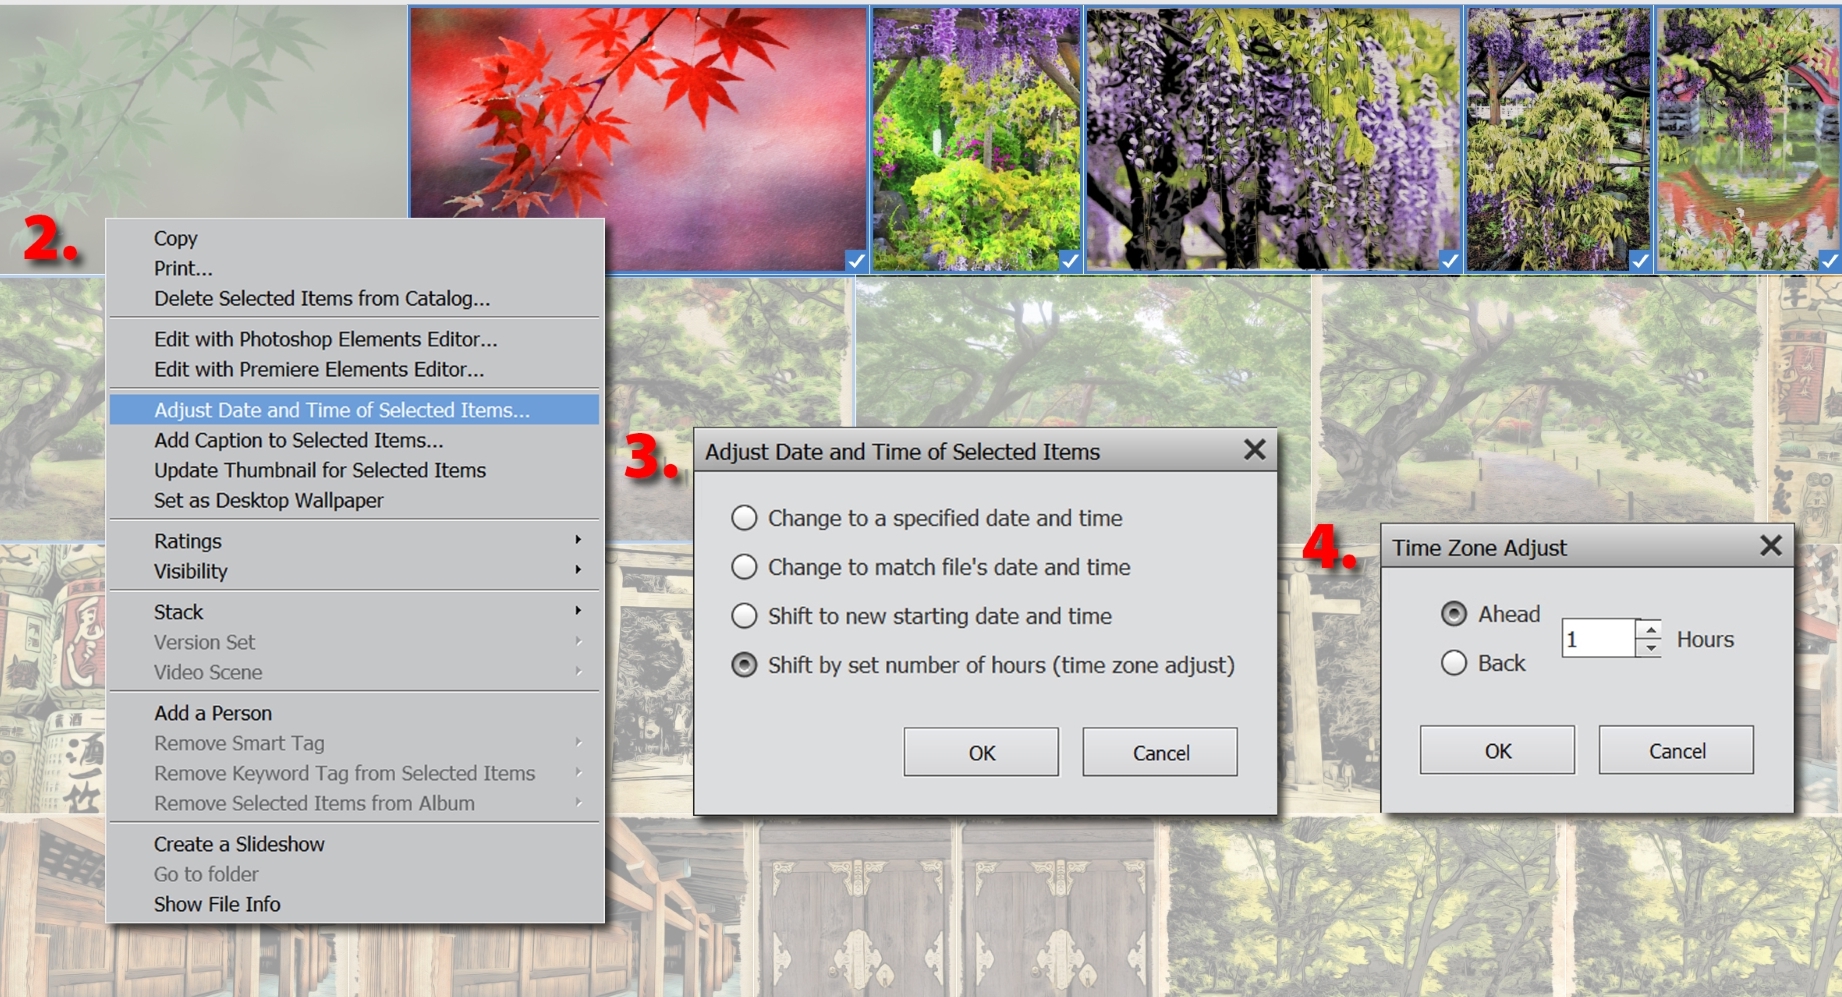 2.
Copy
Print...
Delete Selected Items from Catalog...
Edit with Photoshop Elements Editor...
Edit with Premiere Elements Editor...
Adjust Date and Time of Selected Items...
Add Caption to Selected Items...
Update Thumbnail for Selected Items
Set as Desktop Wallpaper
Ratings
Visibility
Stack
Version Set
Video Scene
Add a Person
Remove Smart Tag
Remove Keyword Tag from Selected Items
Remove Selected Items from Album
Create a Slideshow
Go to folder
Show File Info
3.
Adjust Date and Time of Selected Items
Change to a specified date and time
Change to match file's date and time
Shift to new starting date and time
Shift by set number of hours (time zone adjust)
OK Cancel
4.
Time Zone Adjust
Ahead
1 Hours
Back
OK Cancel